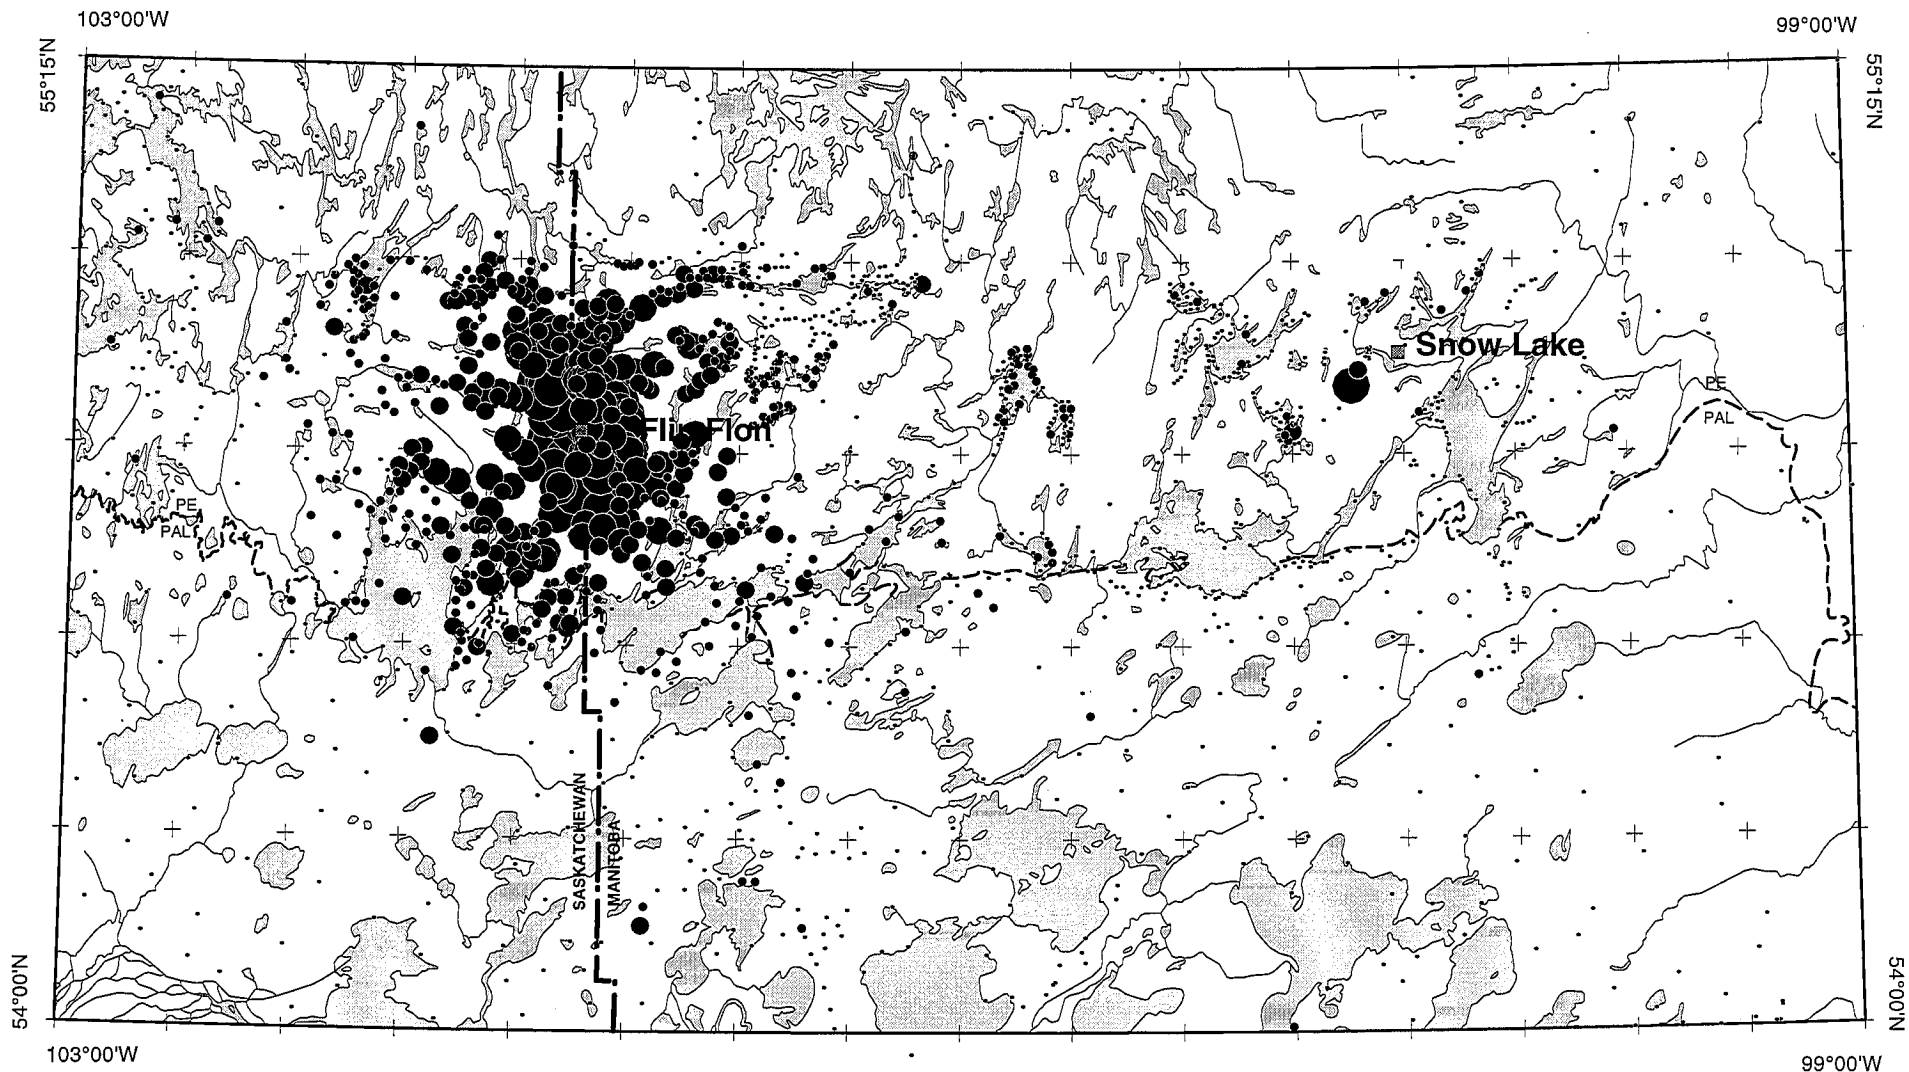 103°00'W
99°00'W
55°15'N
55°15'N
Snow Lake
PE
PAL
Flin Flon
PE
PAL
SASKATCHEWAN
MANITOBA
54°00'N
54°00'N
103°00'W
99°00'W